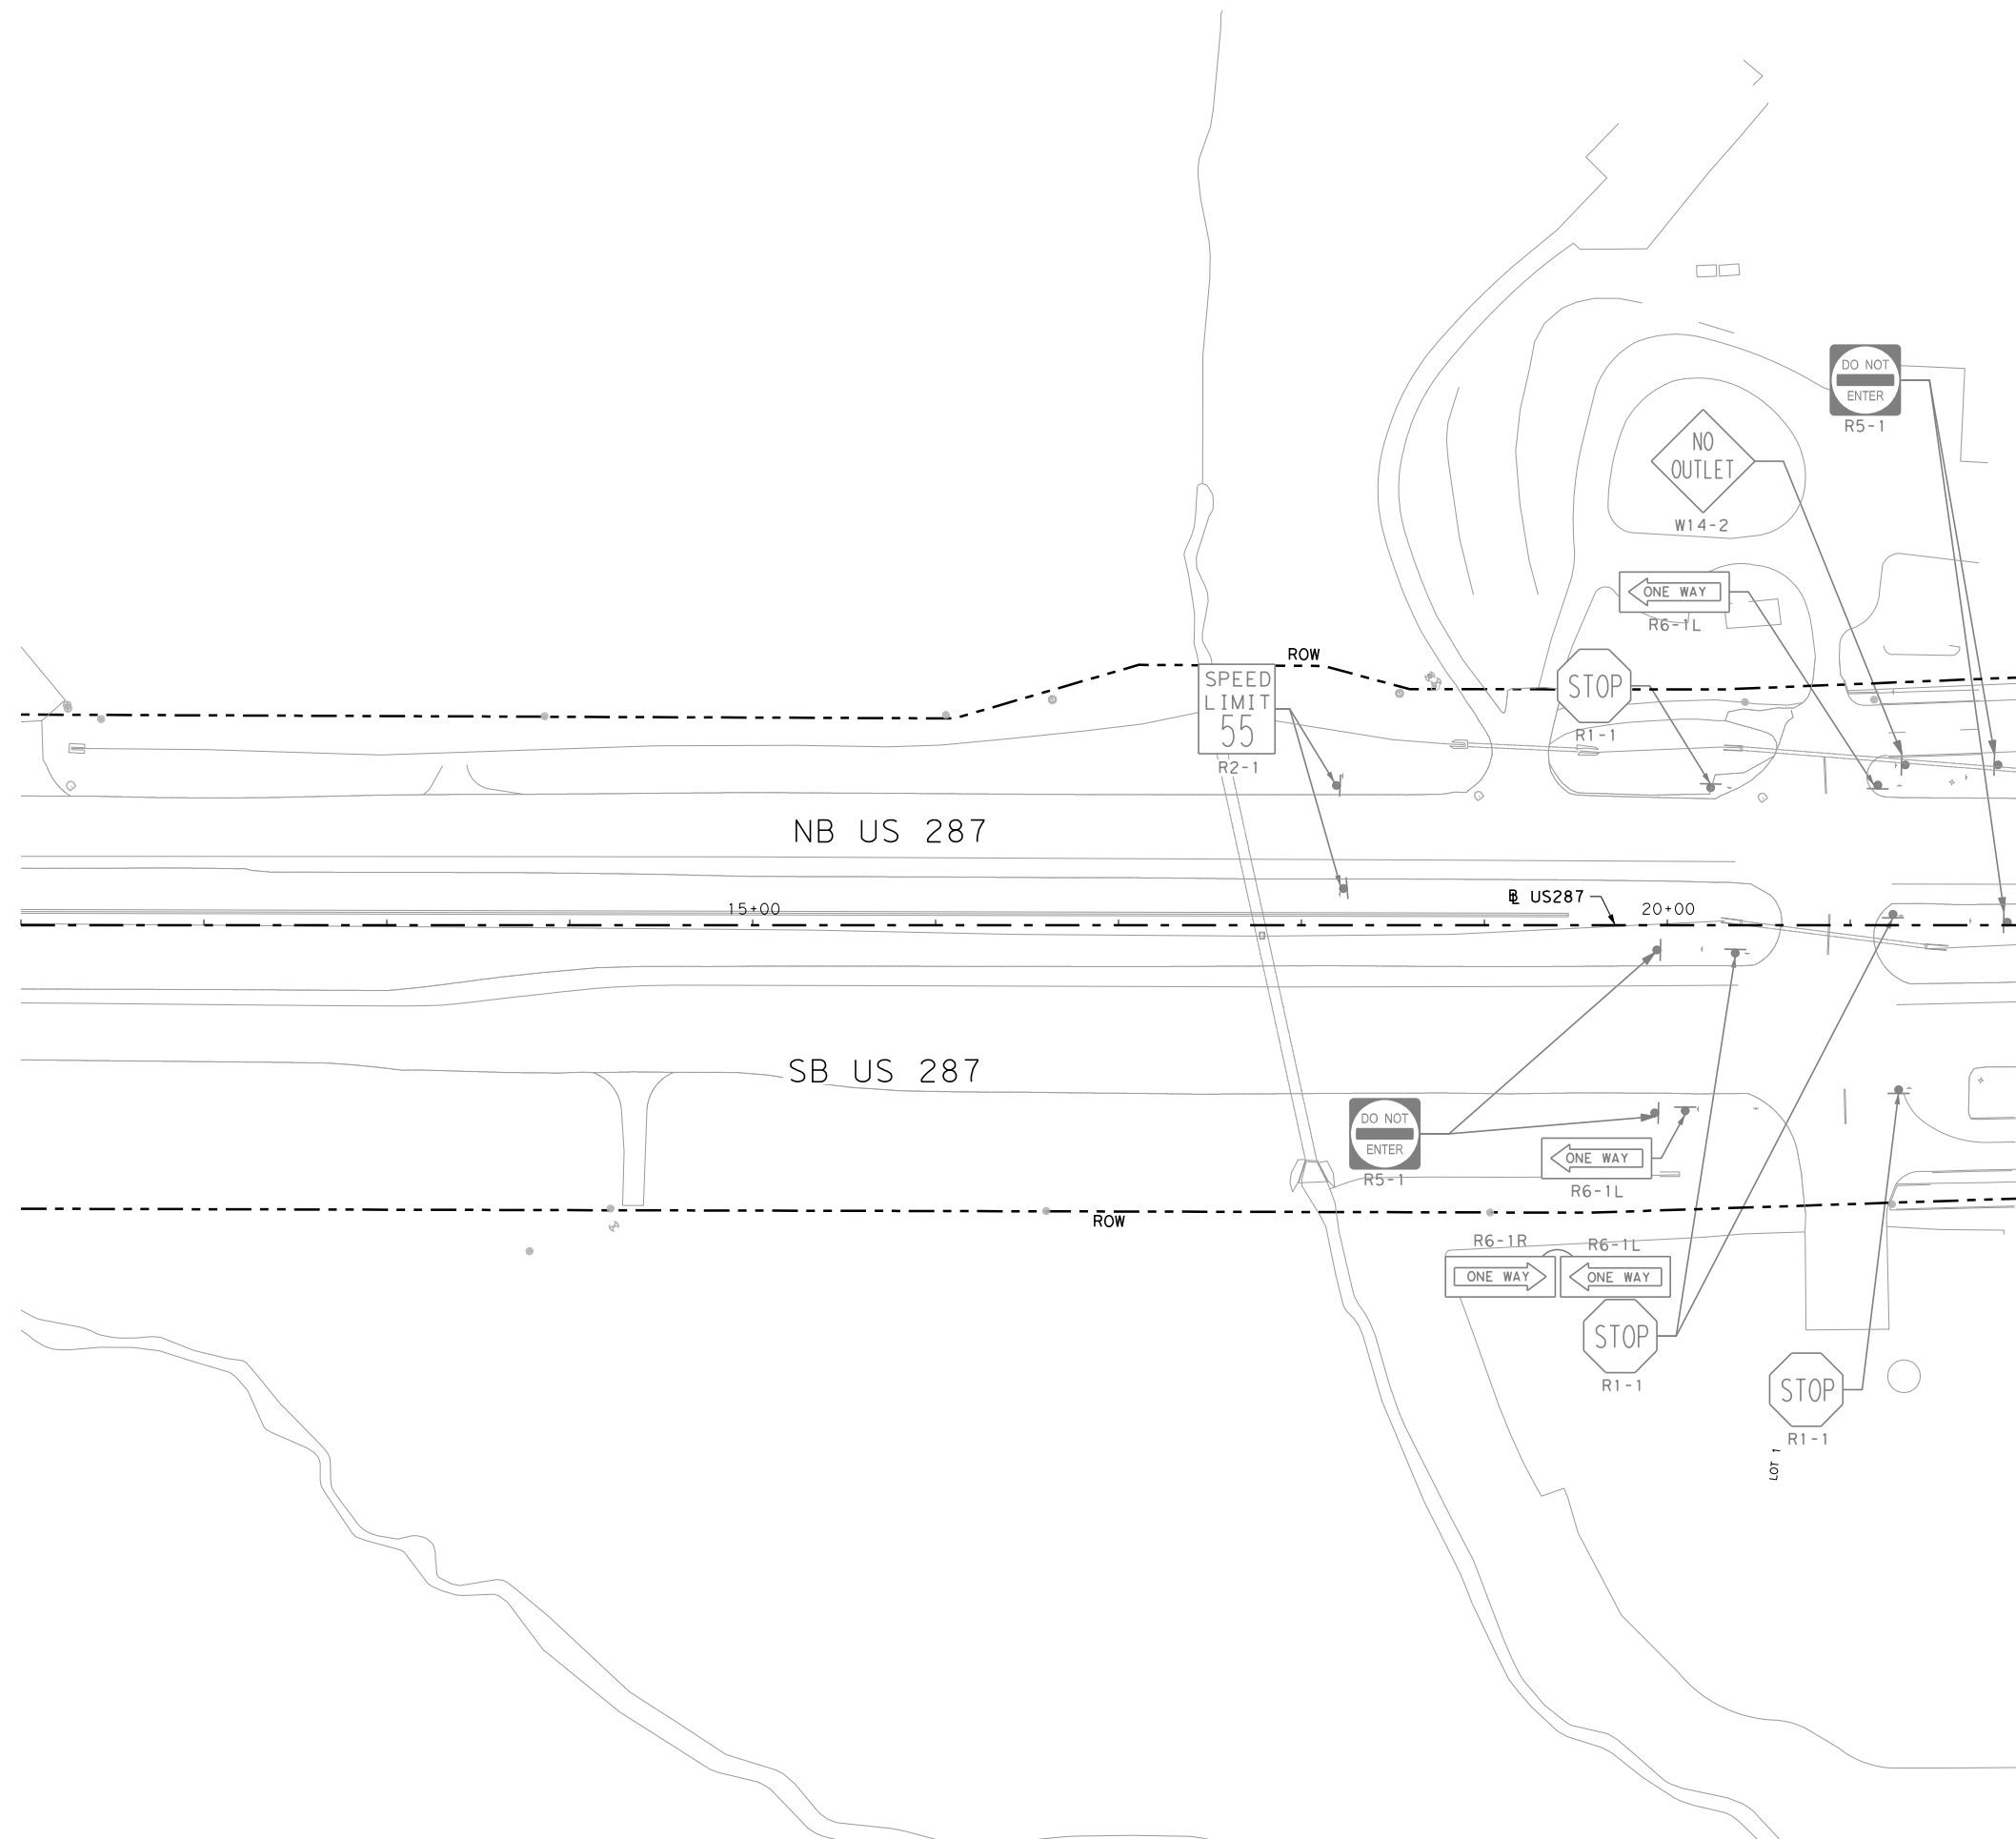 DO NOT
ENTER
R5-1
NO
OUTLET
W14-2
ONE WAY
R6-1L
ROW
STOP
R1-1
SPEED
LIMIT
55
R2-1
NB US 287
15+00
BL US287
20+00
SB US 287
DO NOT
ENTER
R5-1
ONE WAY
R6-1L
ROW
R6-1R
R6-1L
ONE WAY
ONE WAY
STOP
R1-1
STOP
R1-1
LOT 1